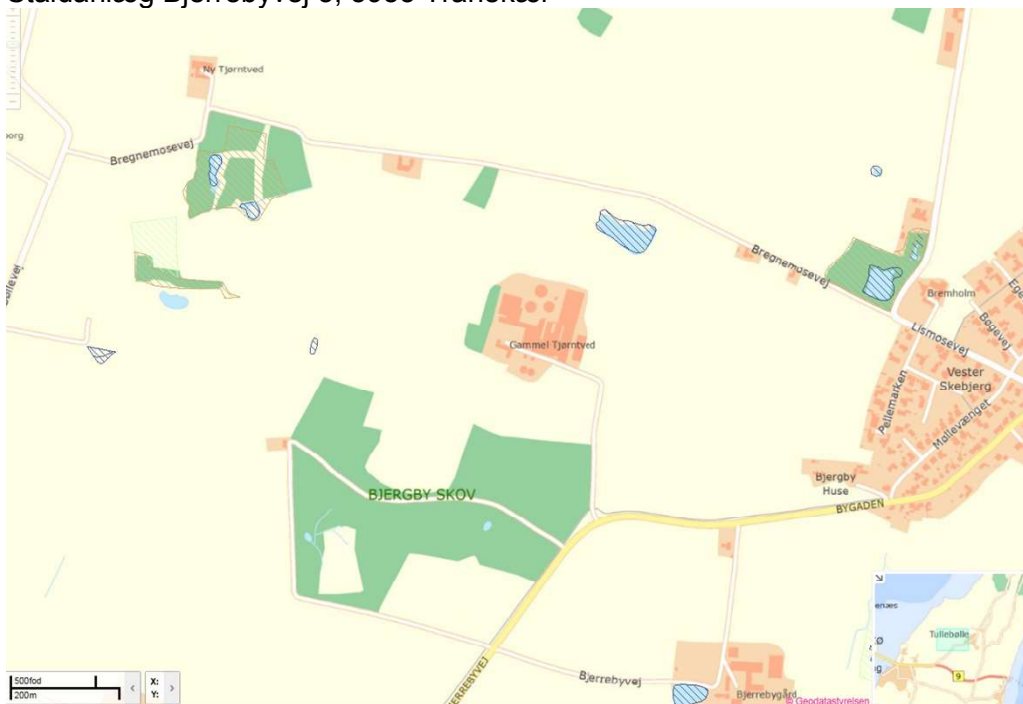 Ny Tjørntved
Bregnemosevej
Bregnemosevej
Bremholm
Lismosevej
Bøgevej
Vester
Skebjerg
Pellemarken
Møllevænget
Gammel Tjørntved
Bjergby
Huse
BYGADEN
BJERGBY SKOV
Tullebølle
9
500fod
200m
X:
Y:
Bjerrebyvej
Bjerrebygård
© Geodatastyrelsen